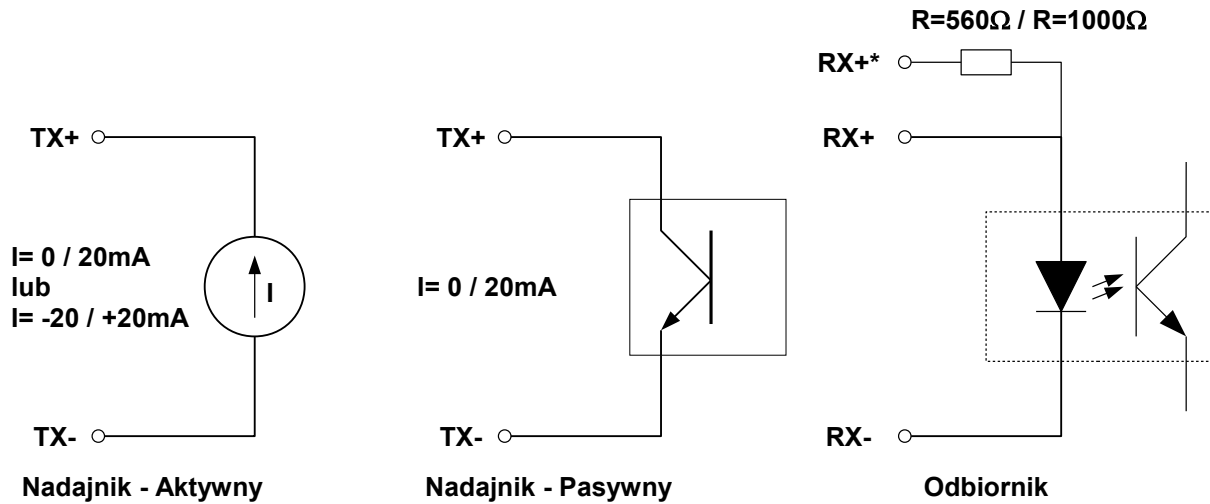 R=560Ω / R=1000Ω
RX+*
TX+
TX+
RX+
I= 0 / 20mA
lub
I= -20 / +20mA
I
I= 0 / 20mA
TX-
TX-
RX-
Nadajnik - Aktywny
Nadajnik - Pasywny
Odbiornik